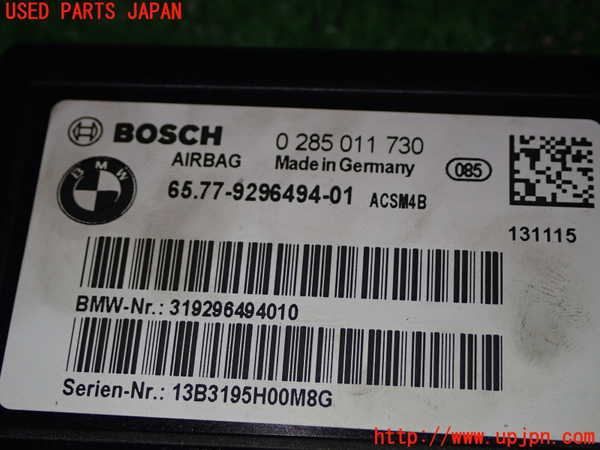 USED PARTS JAPAN
BOSCH 0 285 011 730
AIRBAG Made in Germany 085
BMW 65.77-9296494-01 ACSM4B
131115
BMW-Nr.: 319296494010
Serien-Nr.: 13B3195H00M8G
http://www.upjpn.com